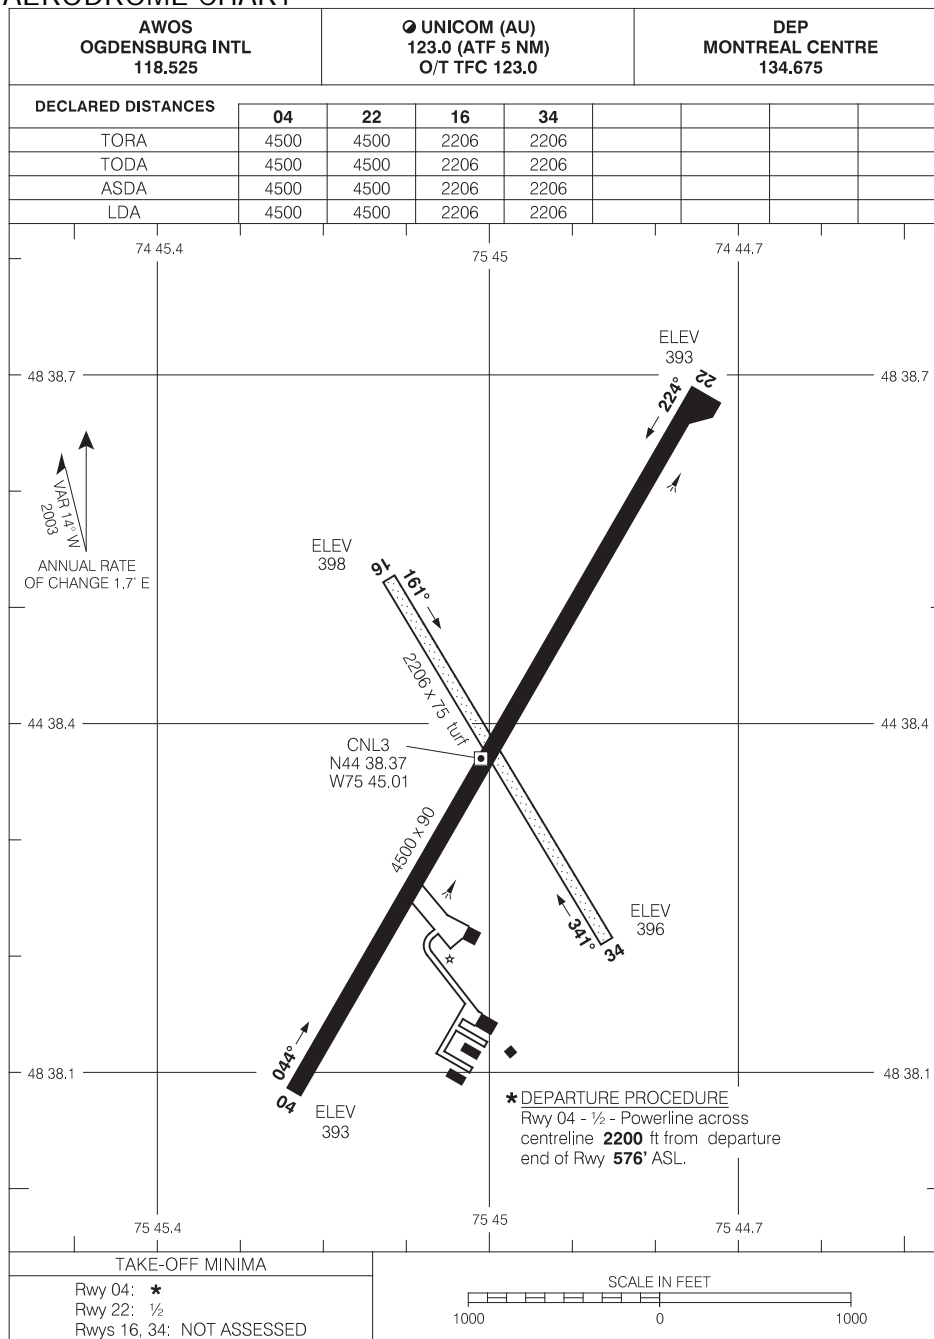 AERODROME CHART
AWOS
OGDENSBURG INTL
118.525
UNICOM (AU)
123.0 (ATF 5 NM)
O/T TFC 123.0
DEP
MONTREAL CENTRE
134.675
DECLARED DISTANCES 04 22 16 34
TORA 4500 4500 2206 2206
TODA 4500 4500 2206 2206
ASDA 4500 4500 2206 2206
LDA 4500 4500 2206 2206
74 45.4 75 45 74 44.7
ELEV
393
48 38.7 48 38.7
22
224°
VAR 14° W
2003
ANNUAL RATE
OF CHANGE 1.7' E
ELEV
398
16
161°
2206 x 75 turf
44 38.4 44 38.4
CNL3
N44 38.37
W75 45.01
4500 x 90
ELEV
396
341°
34
044°
04
48 38.1 48 38.1
ELEV
393
* DEPARTURE PROCEDURE
Rwy 04 - ½ - Powerline across
centreline 2200 ft from departure
end of Rwy 576' ASL.
75 45.4 75 45 75 44.7
TAKE-OFF MINIMA
Rwy 04: *
Rwy 22: ½
Rwys 16, 34: NOT ASSESSED
SCALE IN FEET
1000 0 1000